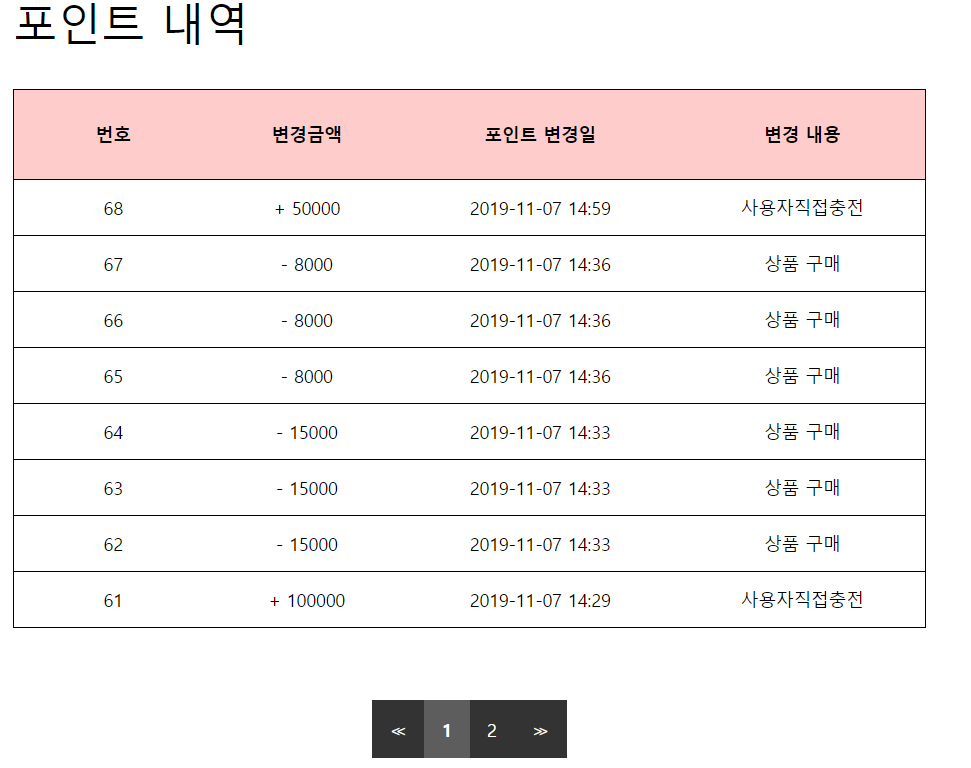 포인트 내역
번호 변경금액 포인트 변경일 변경 내용
68 + 50000 2019-11-07 14:59 사용자직접충전
67 - 8000 2019-11-07 14:36 상품 구매
66 - 8000 2019-11-07 14:36 상품 구매
65 - 8000 2019-11-07 14:36 상품 구매
64 - 15000 2019-11-07 14:33 상품 구매
63 - 15000 2019-11-07 14:33 상품 구매
62 - 15000 2019-11-07 14:33 상품 구매
61 + 100000 2019-11-07 14:29 사용자직접충전
≪ 1 2 ≫